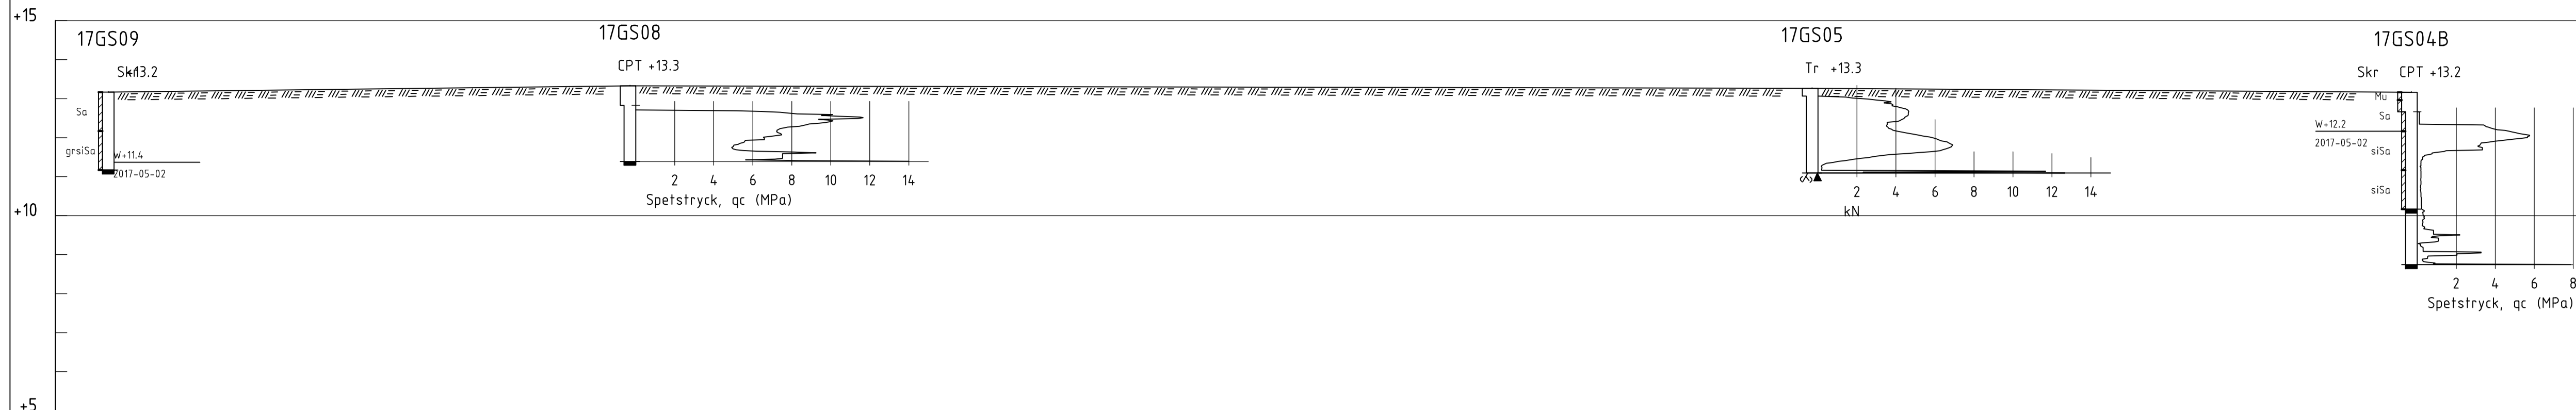 +15
17GS09
17GS08
17GS05
17GS04B
+13.2
CPT +13.3
Tr +13.3
Skr CPT +13.2
Sa
grsiSa
W+11.4
2017-05-02
2 4 6 8 10 12 14
Spetstryck, qc (MPa)
2 4 6 8 10 12 14
kN
Mu
Sa
W+12.2
2017-05-02
siSa
siSa
2 4 6 8
Spetstryck, qc (MPa)
+10
+5